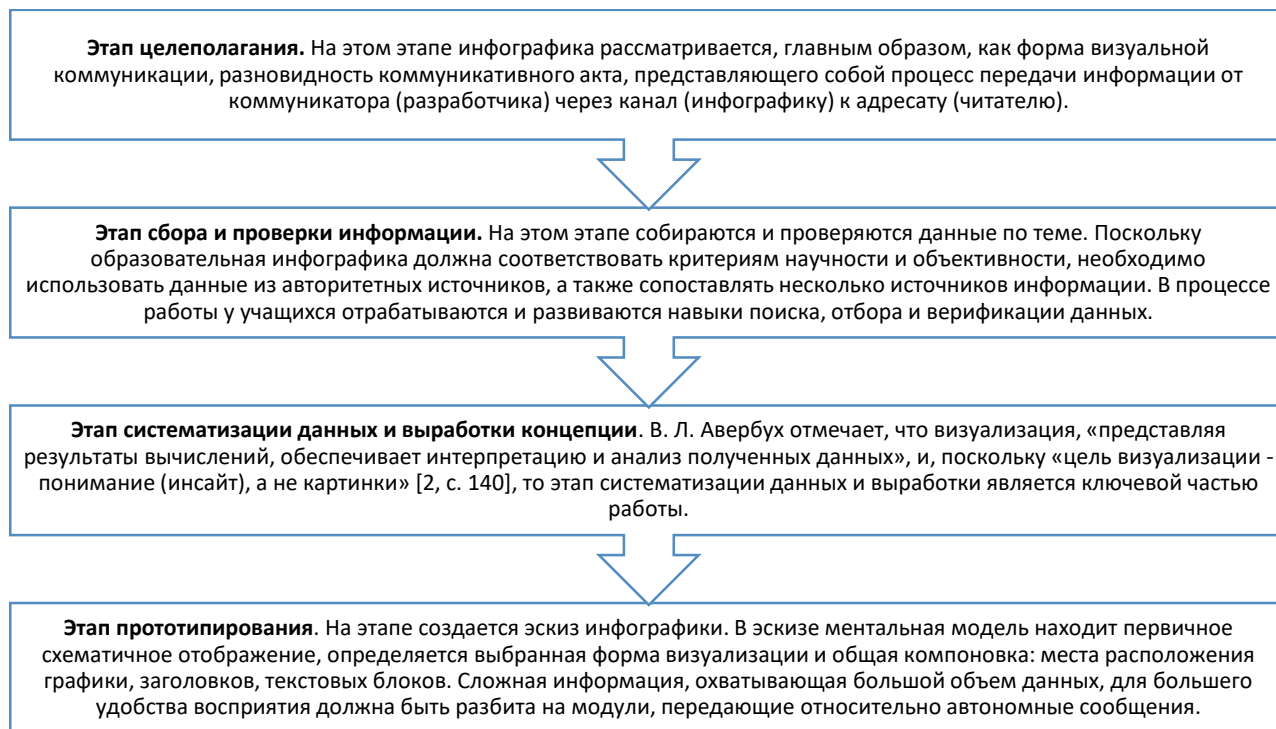 Этап целеполагания. На этом этапе инфографика рассматривается, главным образом, как форма визуальной
коммуникации, разновидность коммуникативного акта, представляющего собой процесс передачи информации от
коммуникатора (разработчика) через канал (инфографику) к адресату (читателю).
Этап сбора и проверки информации. На этом этапе собираются и проверяются данные по теме. Поскольку
образовательная инфографика должна соответствовать критериям научности и объективности, необходимо
использовать данные из авторитетных источников, а также сопоставлять несколько источников информации. В процессе
работы у учащихся отрабатываются и развиваются навыки поиска, отбора и верификации данных.
Этап систематизации данных и выработки концепции. В. Л. Авербух отмечает, что визуализация, «представляя
результаты вычислений, обеспечивает интерпретацию и анализ полученных данных», и, поскольку «цель визуализации -
понимание (инсайт), а не картинки» [2, с. 140], то этап систематизации данных и выработки является ключевой частью
работы.
Этап прототипирования. На этапе создается эскиз инфографики. В эскизе ментальная модель находит первичное
схематичное отображение, определяется выбранная форма визуализации и общая компоновка: места расположения
графики, заголовков, текстовых блоков. Сложная информация, охватывающая большой объем данных, для большего
удобства восприятия должна быть разбита на модули, передающие относительно автономные сообщения.